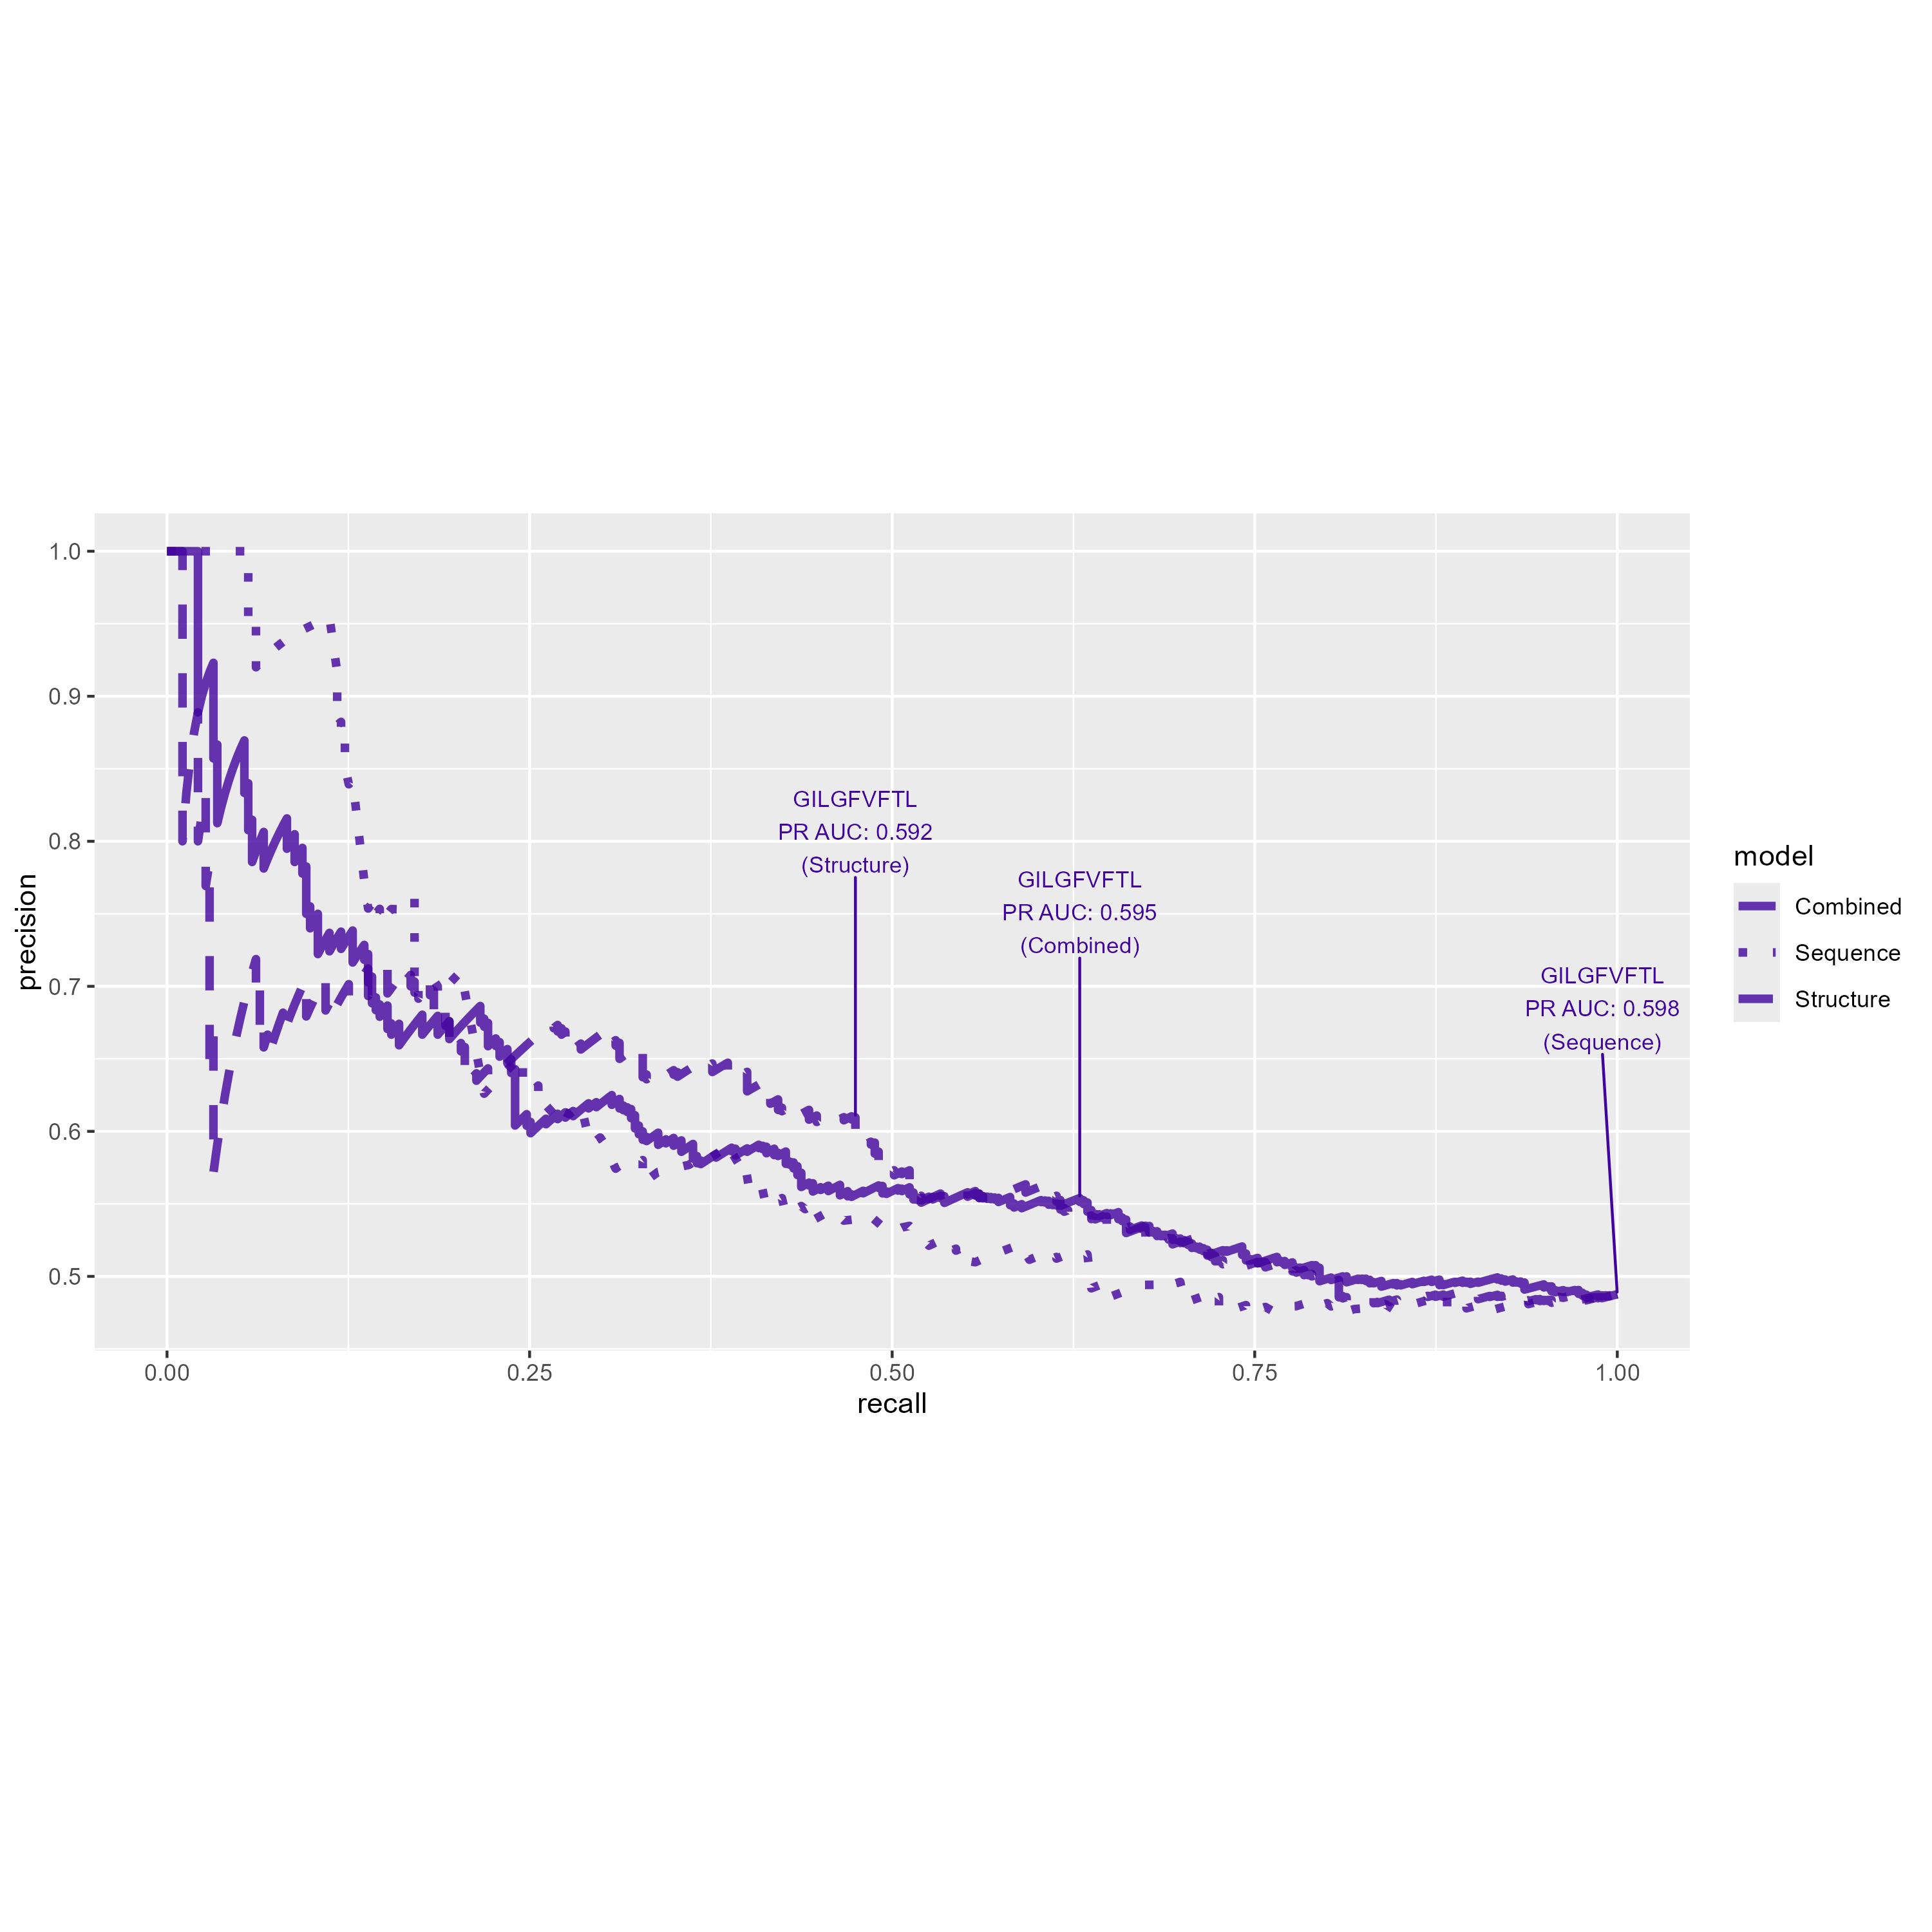 1.0
0.9
0.8
0.7
0.6
0.5
precision
GILGFVFTL
PR AUC: 0.592
(Structure)
GILGFVFTL
PR AUC: 0.595
(Combined)
GILGFVFTL
PR AUC: 0.598
(Sequence)
0.00
0.25
0.50
0.75
1.00
recall
model
Combined
Sequence
Structure